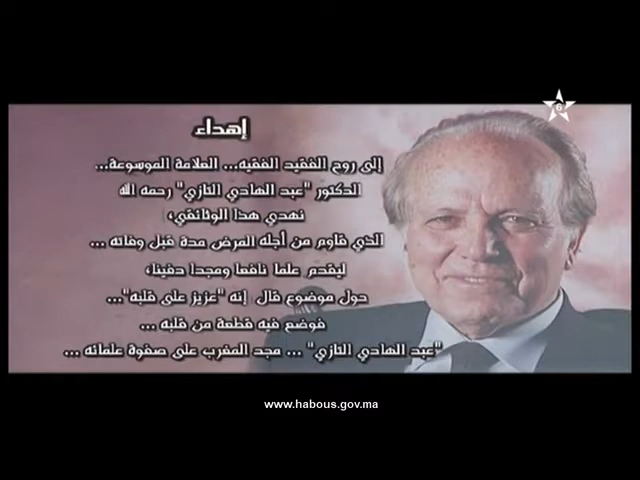 6
إهداء
إلى روح الفقيد الفقيه... العلامة الموسوعة...
الدكتور "عبد الهادي التازي" رحمه الله
نهدي هذا الوثائقي،
الذي قاوم من أجله المرض مدة قبل وفاته ...
ليقدم علما نافعا ومجدا دفينا،
حول موضوع قال إنه "عزيز على قلبه"...
فوضع فيه قطعة من قلبه ...
"عبد الهادي التازي" ... مجد المغرب على صفوة علمائه ...
www.habous.gov.ma